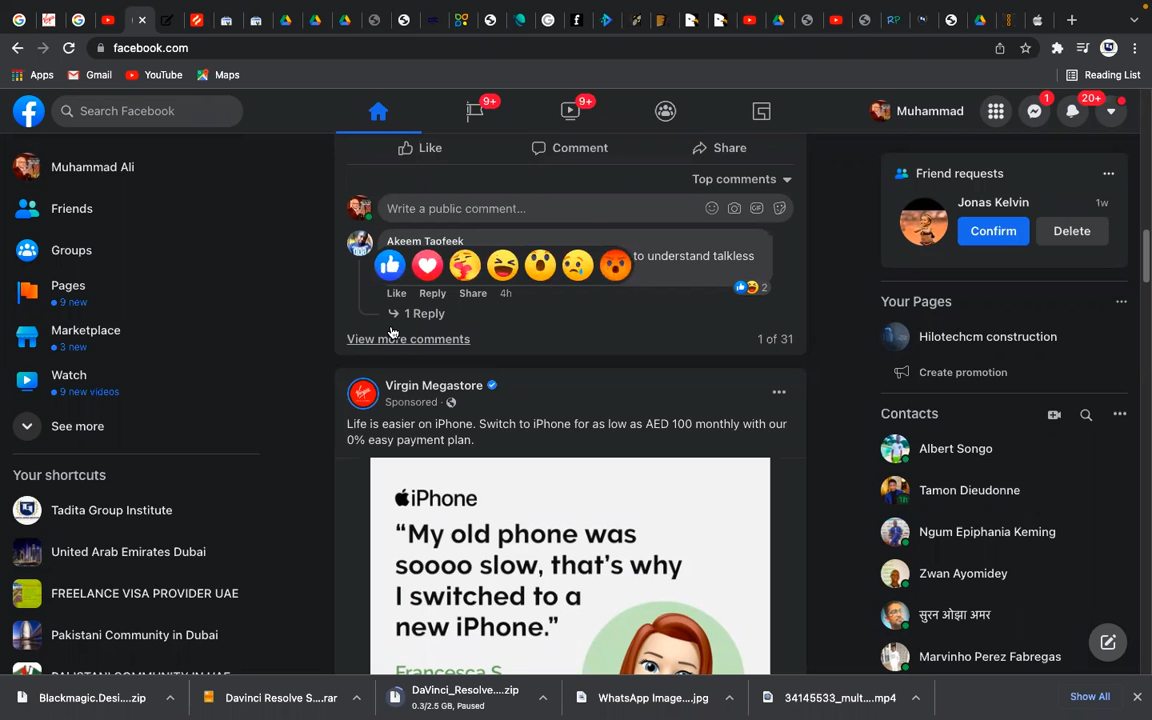 facebook.com
Apps
Gmail
YouTube
Maps
Reading List
Search Facebook
9+
9+
Muhammad
1
20+
Muhammad Ali
Friends
Groups
Pages
9 new
Marketplace
3 new
Watch
9 new videos
See more
Your shortcuts
Tadita Group Institute
United Arab Emirates Dubai
FREELANCE VISA PROVIDER UAE
Pakistani Community in Dubai
Like
Comment
Share
Top comments
Write a public comment...
GIF
Akeem Taofeek
to understand talkless
2
Like
Reply
Share
4h
1 Reply
View more comments
1 of 31
Virgin Megastore
Sponsored ·
Life is easier on iPhone. Switch to iPhone for as low as AED 100 monthly with our
0% easy payment plan.
iPhone
“My old phone was
soooo slow, that’s why
I switched to a
new iPhone.”
Francesca S
Friend requests
Jonas Kelvin
1w
Confirm
Delete
Your Pages
Hilotechcm construction
Create promotion
Contacts
Albert Songo
Tamon Dieudonne
Ngum Epiphania Keming
Zwan Ayomidey
सुरन ओझा अमर
Marvinho Perez Fabregas
Blackmagic.Desi....zip
Davinci Resolve S....rar
DaVinci_Resolve....zip
0.3/2.5 GB, Paused
WhatsApp Image....jpg
34145533_mult....mp4
Show All